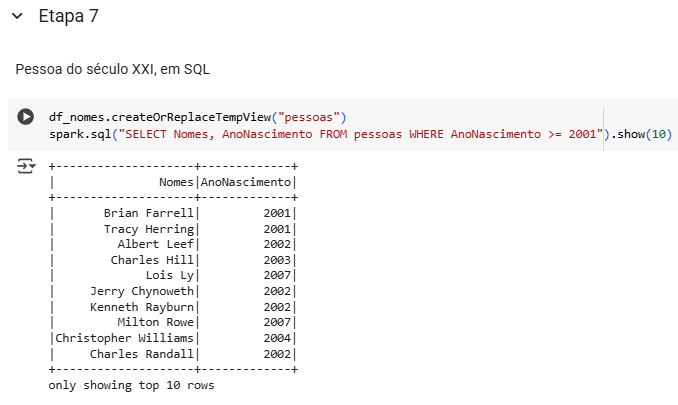 Etapa 7
Pessoa do século XXI, em SQL
df_nomes.createOrReplaceTempView("pessoas")
spark.sql("SELECT Nomes, AnoNascimento FROM pessoas WHERE AnoNascimento >= 2001").show(10)
+-------------------+-------------+
|              Nomes|AnoNascimento|
+-------------------+-------------+
|      Brian Farrell|         2001|
|      Tracy Herring|         2001|
|        Albert Leef|         2002|
|       Charles Hill|         2003|
|            Lois Ly|         2007|
|    Jerry Chynoweth|         2002|
|    Kenneth Rayburn|         2002|
|        Milton Rowe|         2007|
|Christopher Williams|         2004|
|    Charles Randall|         2002|
+-------------------+-------------+
only showing top 10 rows